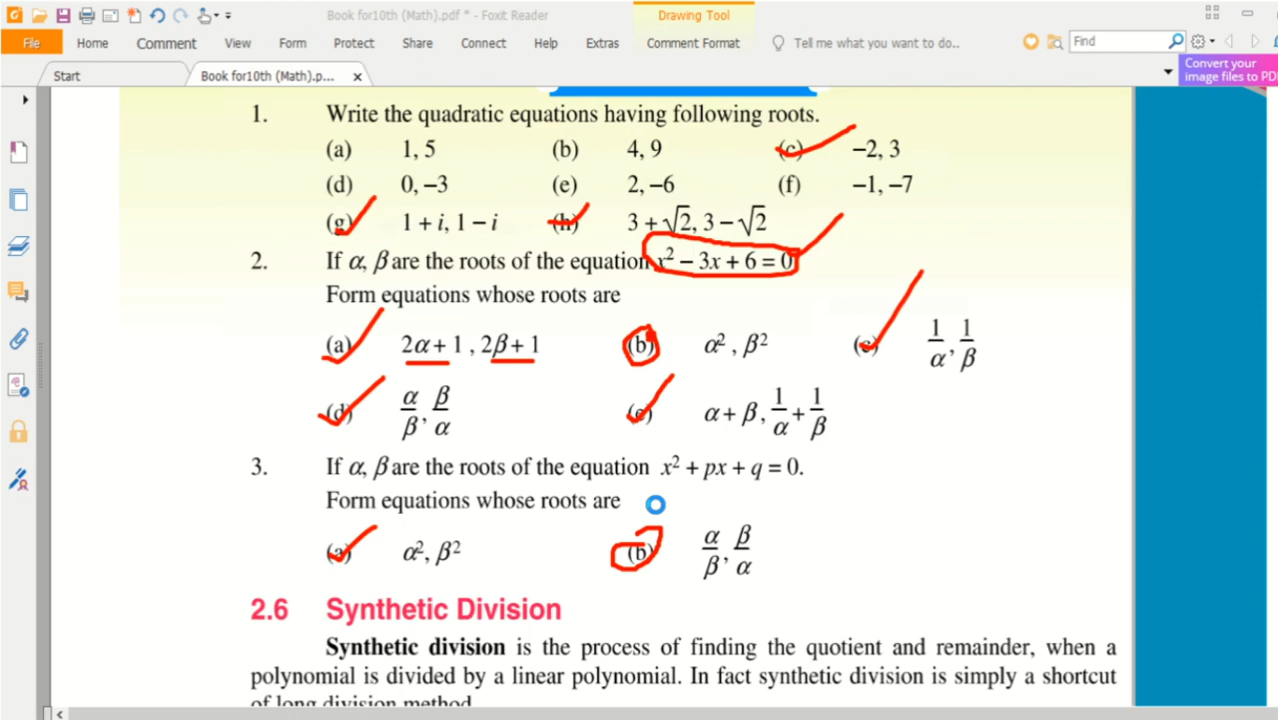 Book for10th (Math).pdf * - Foxit Reader
Drawing Tool
File Home Comment View Form Protect Share Connect Help Extras Comment Format Tell me what you want to do.. Find
Start Book for10th (Math).p... x
Convert your
image files to PD
1. Write the quadratic equations having following roots.
(a) 1, 5 (b) 4, 9 (c) −2, 3
(d) 0, −3 (e) 2, −6 (f) −1, −7
(g) 1 + i, 1 − i (h) 3 + √2, 3 − √2
2. If α, β are the roots of the equation x² − 3x + 6 = 0
Form equations whose roots are
(a) 2α + 1 , 2β + 1 (b) α² , β² (c) 1/α, 1/β
(d) α/β, β/α (e) α + β, 1/α + 1/β
3. If α, β are the roots of the equation x² + px + q = 0.
Form equations whose roots are
(a) α², β² (b) α/β, β/α
2.6 Synthetic Division
Synthetic division is the process of finding the quotient and remainder, when a
polynomial is divided by a linear polynomial. In fact synthetic division is simply a shortcut
of long division method